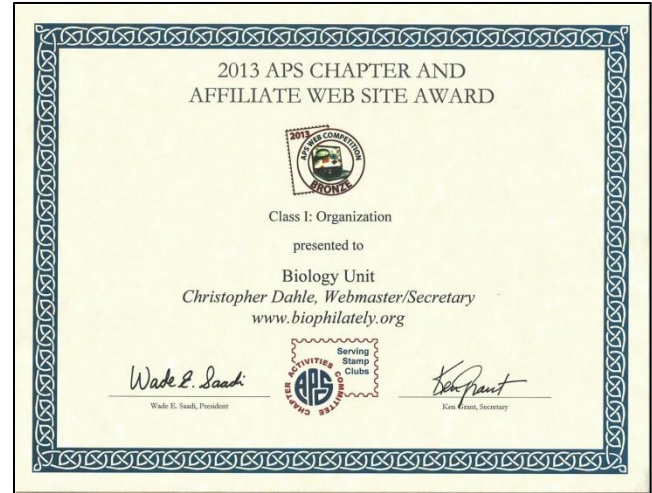 2013 APS CHAPTER AND
AFFILIATE WEB SITE AWARD
2013
APS WEB COMPETITION
BRONZE
Class I: Organization
presented to
Biology Unit
Christopher Dahle, Webmaster/Secretary
www.biophilately.org
Serving
Stamp
Clubs
CHAPTER ACTIVITIES COMMITTEE
APS
Wade E. Saadi
Ken Grant
Wade E. Saadi, President
Ken Grant, Secretary